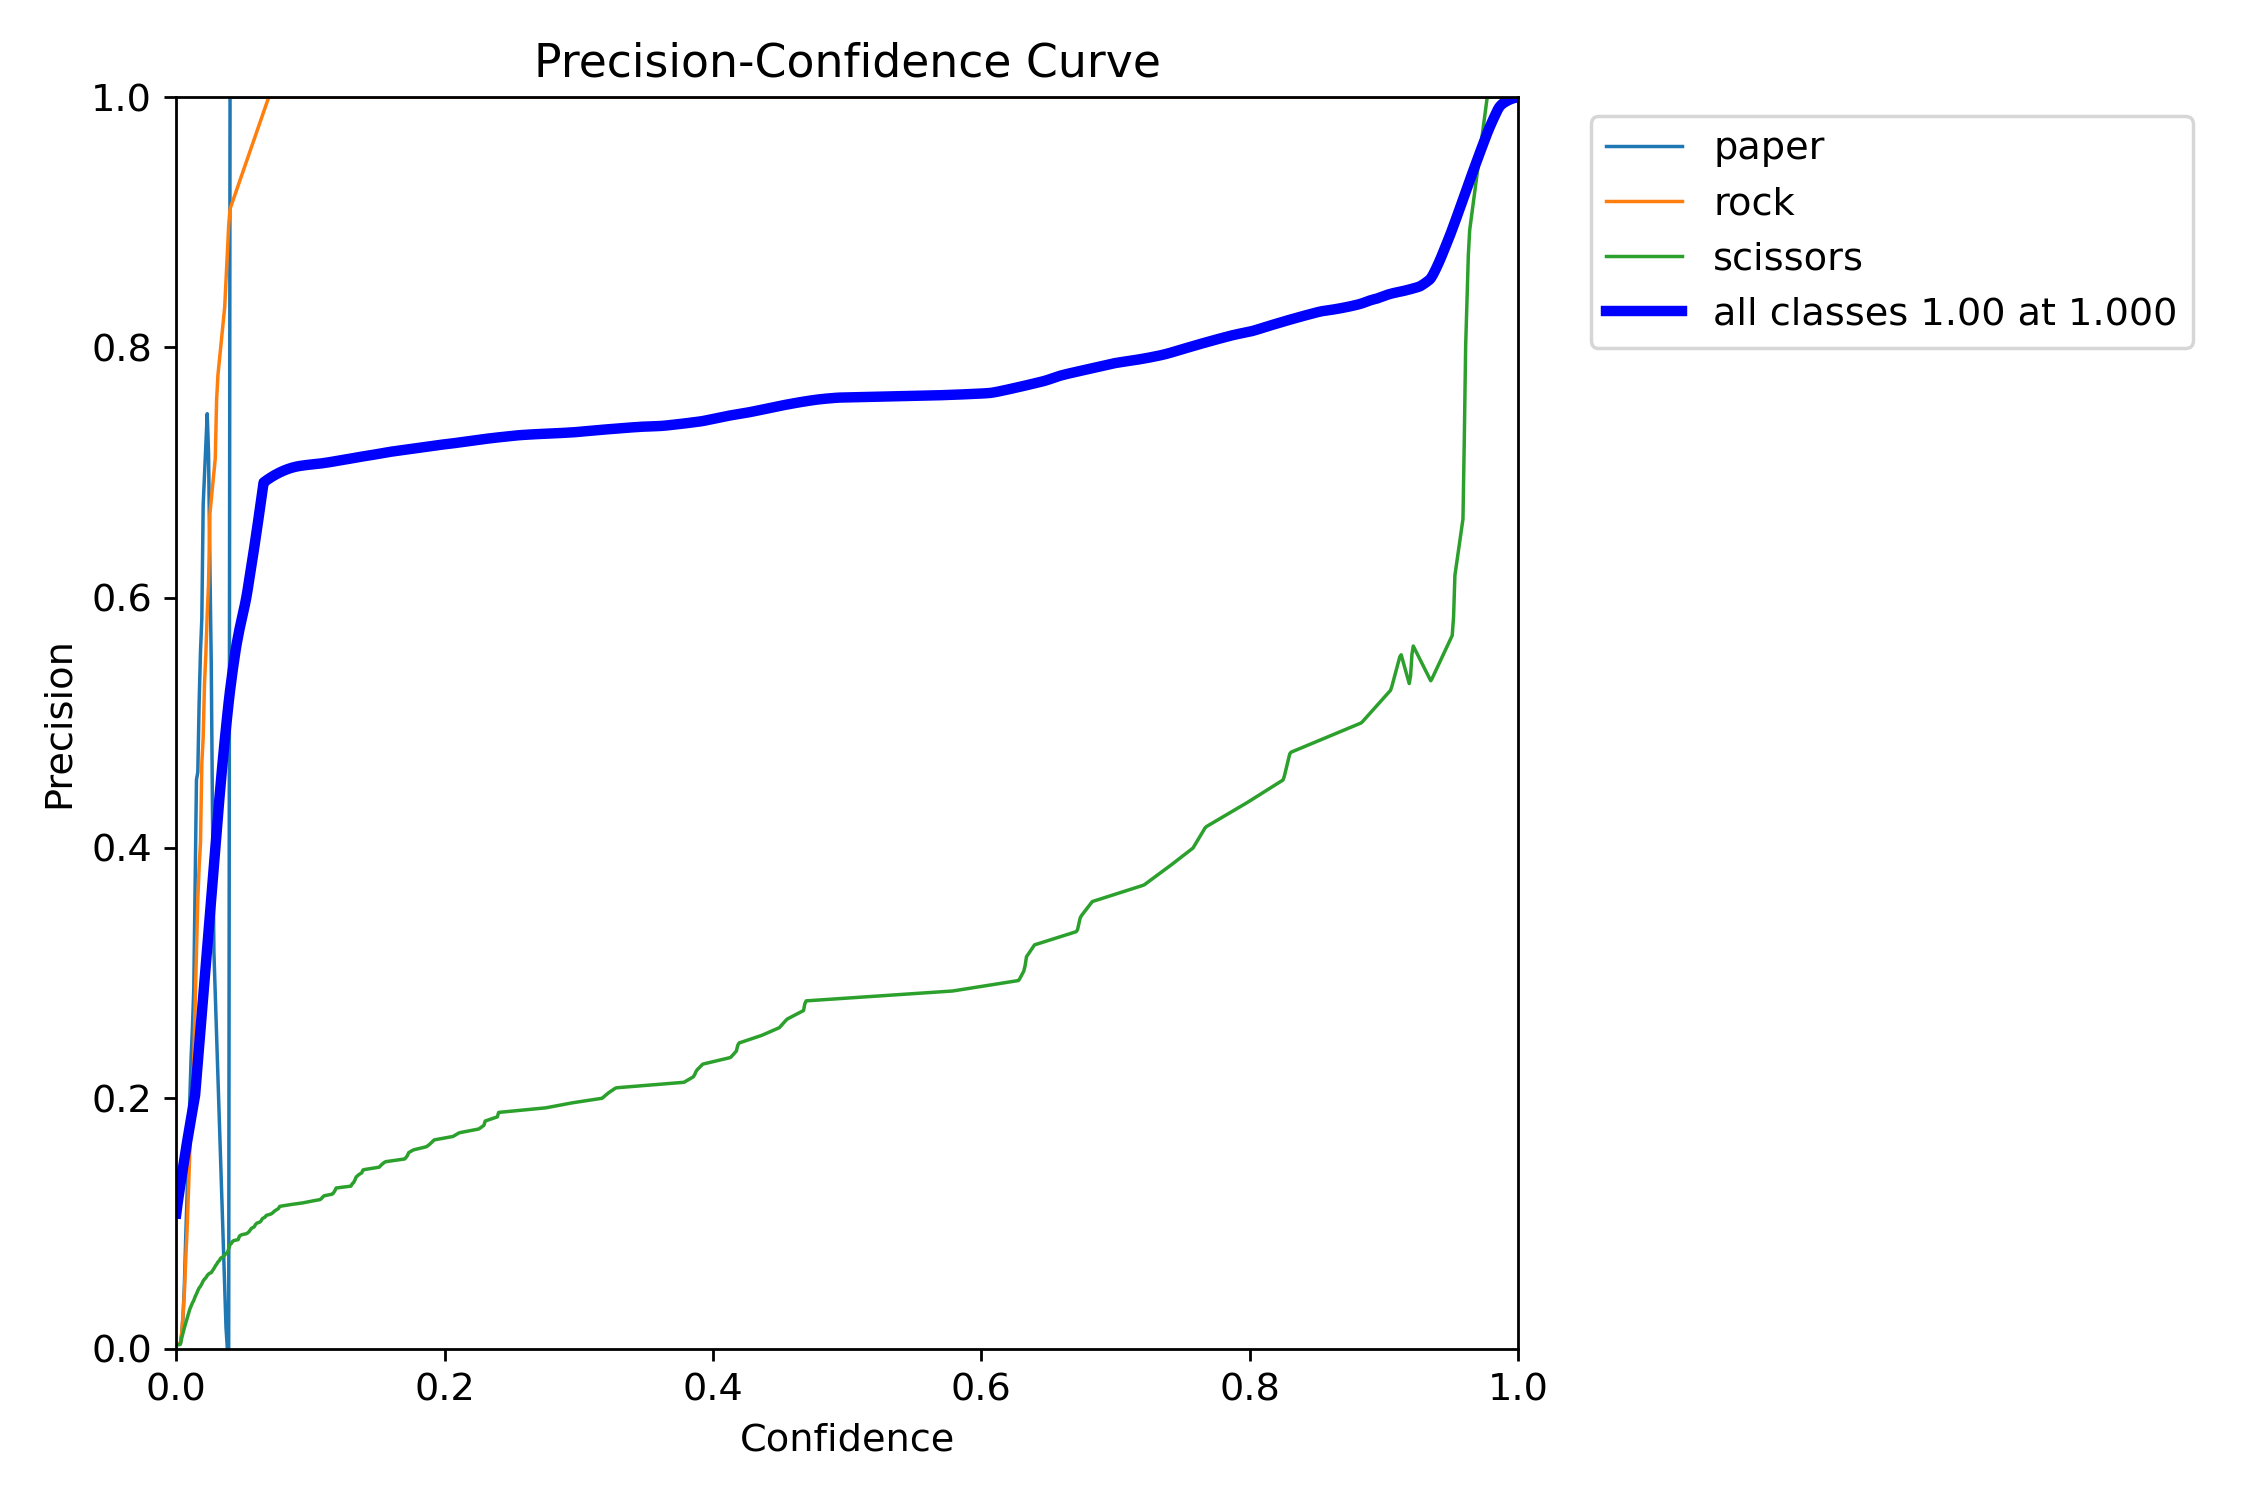 Precision-Confidence Curve
1.0
0.8
0.6
0.4
0.2
0.0
Precision
0.0 0.2 0.4 0.6 0.8 1.0
Confidence
paper
rock
scissors
all classes 1.00 at 1.000